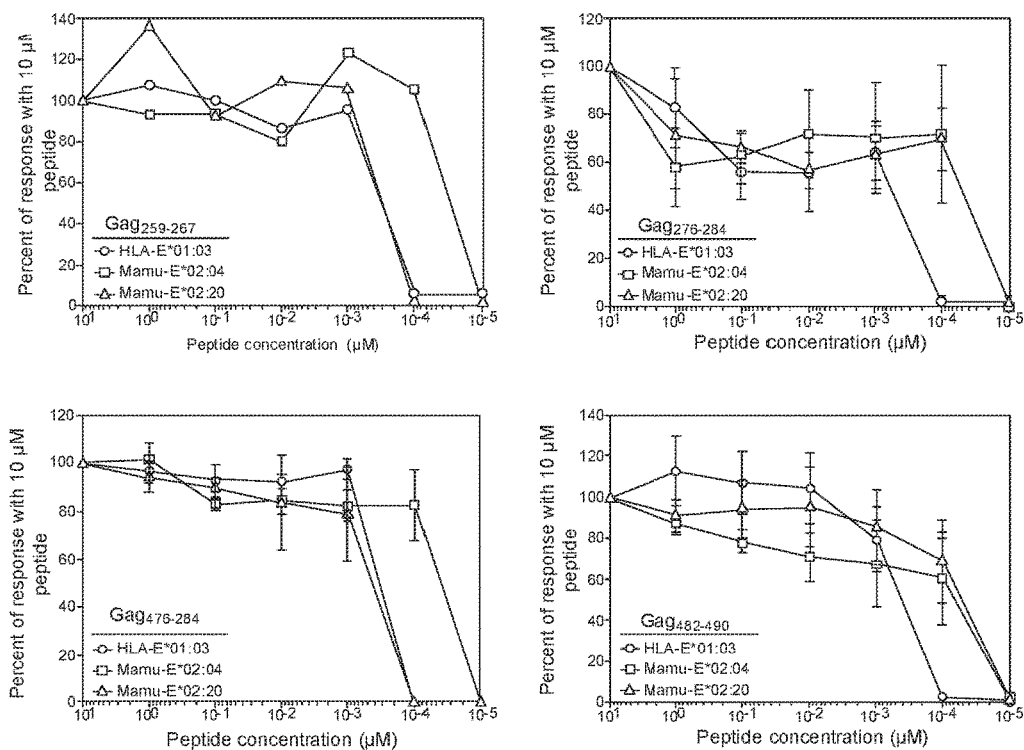 Percent of response with 10 µM peptide
140
120
100
80
60
40
20
0
Gag259-267
HLA-E*01:03
Mamu-E*02:04
Mamu-E*02:20
10¹ 10⁰ 10-1 10-2 10-3 10-4 10-5
Peptide concentration (µM)
Percent of response with 10 µM peptide
120
100
80
60
40
20
0
Gag276-284
HLA-E*01:03
Mamu-E*02:04
Mamu-E*02:20
10¹ 10⁰ 10-1 10-2 10-3 10-4 10-5
Peptide concentration (µM)
Percent of response with 10 µM peptide
120
100
80
60
40
20
0
Gag476-284
HLA-E*01:03
Mamu-E*02:04
Mamu-E*02:20
10¹ 10⁰ 10-1 10-2 10-3 10-4 10-5
Peptide concentration (µM)
Percent of response with 10 µM peptide
140
120
100
80
60
40
20
0
Gag482-490
HLA-E*01:03
Mamu-E*02:04
Mamu-E*02:20
10¹ 10⁰ 10-1 10-2 10-3 10-4 10-5
Peptide concentration (µM)